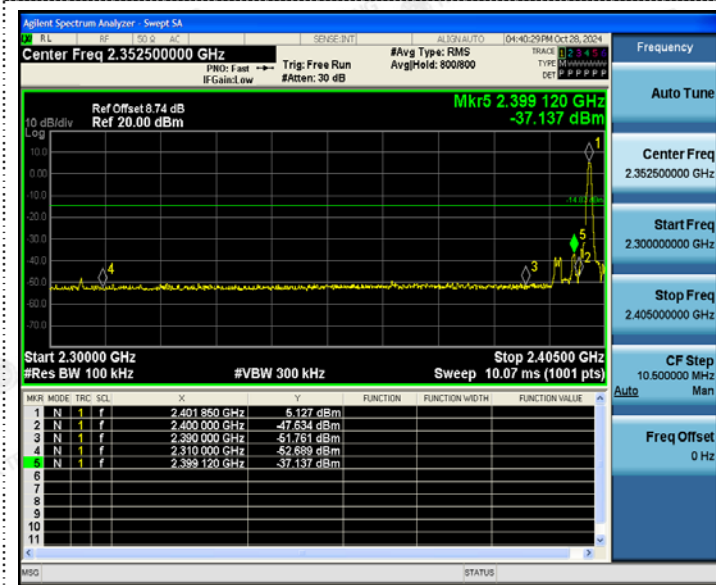 Agilent Spectrum Analyzer - Swept SA
RL RF 50 Ω AC SENSE:INT ALIGNAUTO 04:40:29PM Oct 28, 2024
Center Freq 2.352500000 GHz
#Avg Type: RMS
TRACE 1 2 3 4 5 6
PNO: Fast Trig: Free Run Avg|Hold: 800/800 TYPE M
IFGain:Low #Atten: 30 dB DET P P P P P P
Mkr5 2.399 120 GHz
-37.137 dBm
Ref Offset 8.74 dB
10 dB/div Ref 20.00 dBm
Log
10.0
0.00
-10.0
-20.0
-30.0
-40.0
-50.0
-60.0
-70.0
1
5
2
3
4
Start 2.30000 GHz Stop 2.40500 GHz
#Res BW 100 kHz #VBW 300 kHz Sweep 10.07 ms (1001 pts)
MKR MODE TRC SCL X Y FUNCTION FUNCTION WIDTH FUNCTION VALUE
1 N 1 f 2.401 850 GHz 5.127 dBm
2 N 1 f 2.400 000 GHz -47.634 dBm
3 N 1 f 2.390 000 GHz -51.761 dBm
4 N 1 f 2.310 000 GHz -52.689 dBm
5 N 1 f 2.399 120 GHz -37.137 dBm
6
7
8
9
10
11
MSG STATUS
Frequency
Auto Tune
Center Freq
2.352500000 GHz
Start Freq
2.300000000 GHz
Stop Freq
2.405000000 GHz
CF Step
10.500000 MHz
Auto Man
Freq Offset
0 Hz